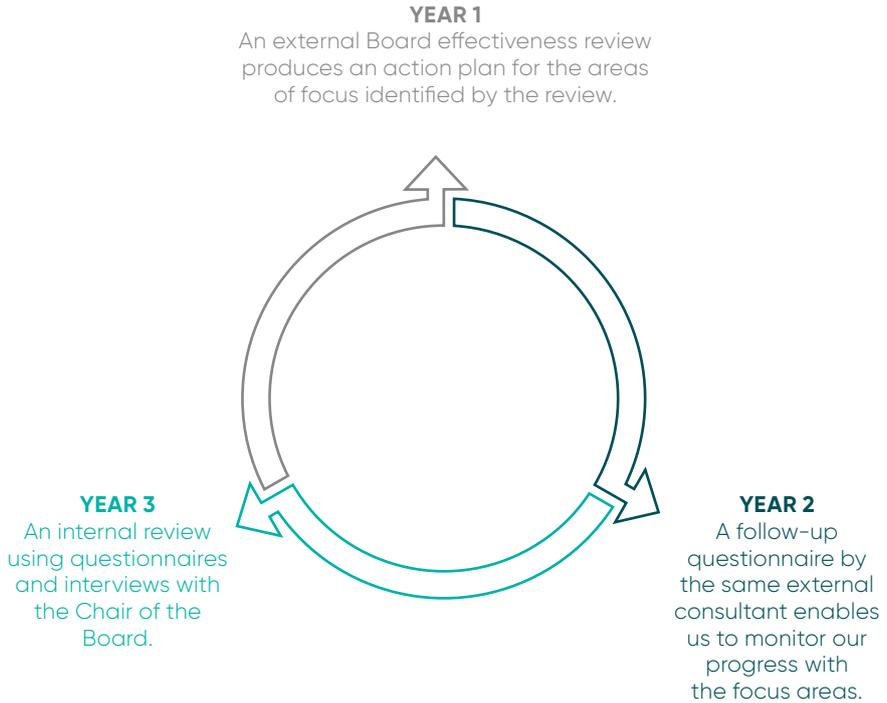 YEAR 1
An external Board effectiveness review
produces an action plan for the areas
of focus identified by the review.
YEAR 2
A follow-up
questionnaire by
the same external
consultant enables
us to monitor our
progress with
the focus areas.
YEAR 3
An internal review
using questionnaires
and interviews with
the Chair of the
Board.